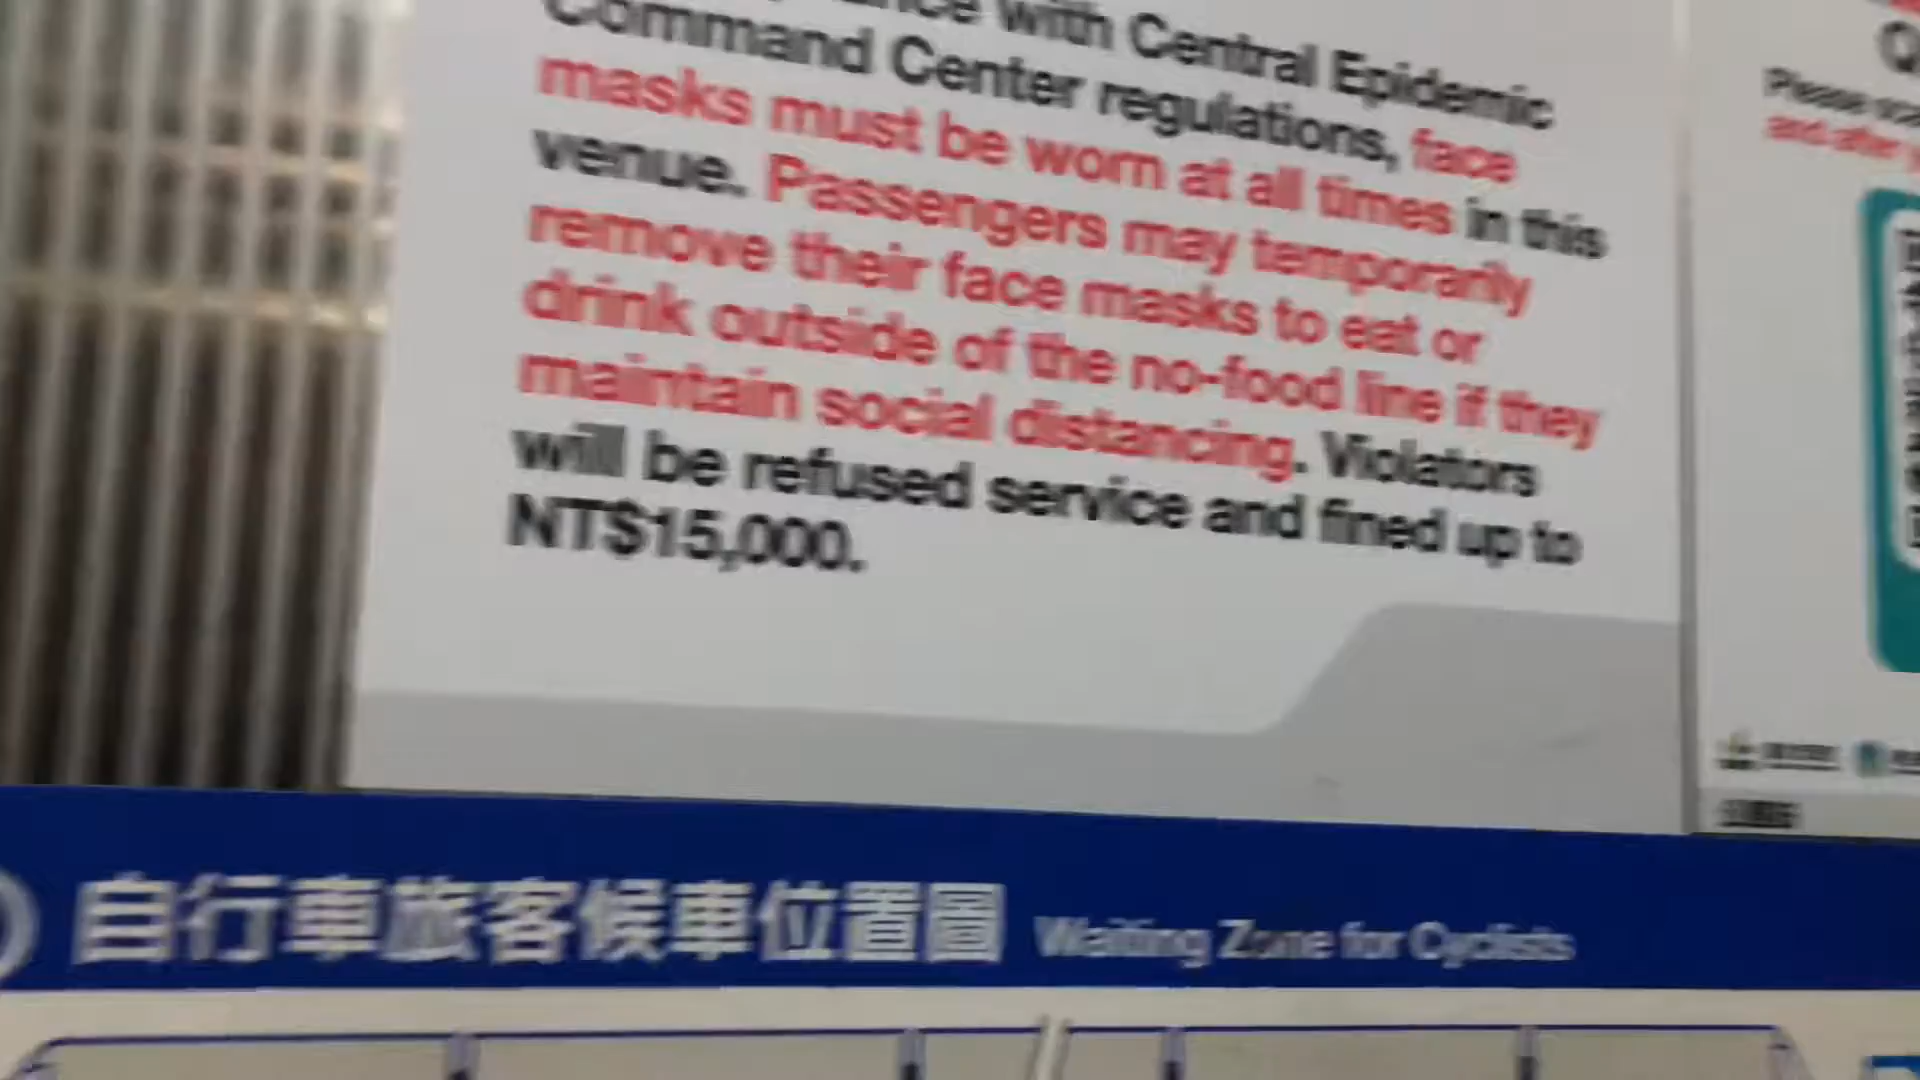 with Central Epidemic
Command Center regulations, face
masks must be worn at all times in this
venue. Passengers may temporarily
remove their face masks to eat or
drink outside of the no-food line if they
maintain social distancing. Violators
will be refused service and fined up to
NT$15,000.
Please
and after
自行車旅客候車位置圖 Waiting Zone for Cyclists